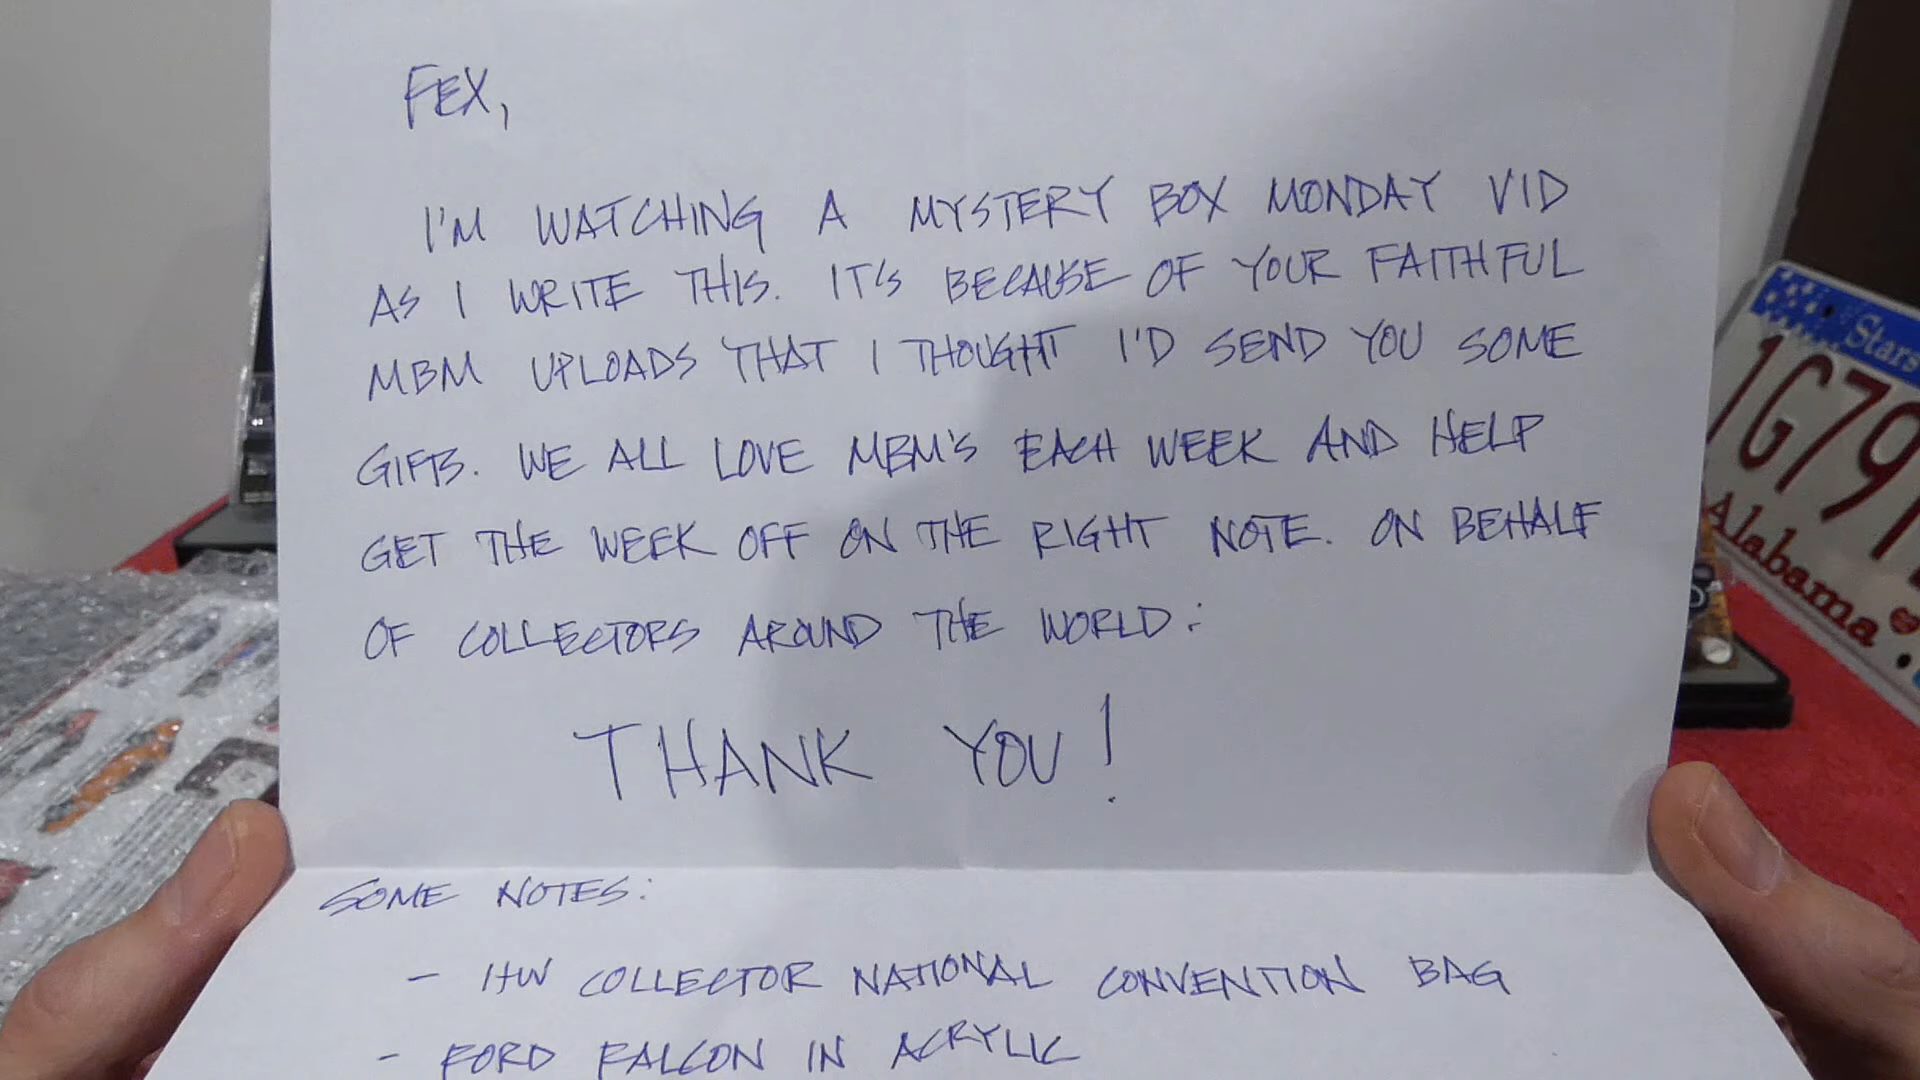 FEX,
I'M WATCHING A MYSTERY BOX MONDAY VID
AS I WRITE THIS. IT'S BECAUSE OF YOUR FAITHFUL
MBM UPLOADS THAT I THOUGHT I'D SEND YOU SOME
GIFTS. WE ALL LOVE MBM'S EACH WEEK AND HELP
GET THE WEEK OFF ON THE RIGHT NOTE. ON BEHALF
OF COLLECTORS AROUND THE WORLD:
THANK YOU!
SOME NOTES:
- HW COLLECTOR NATIONAL CONVENTION BAG
- FORD FALCON IN ACRYLIC
Stars
1G79
Alabama